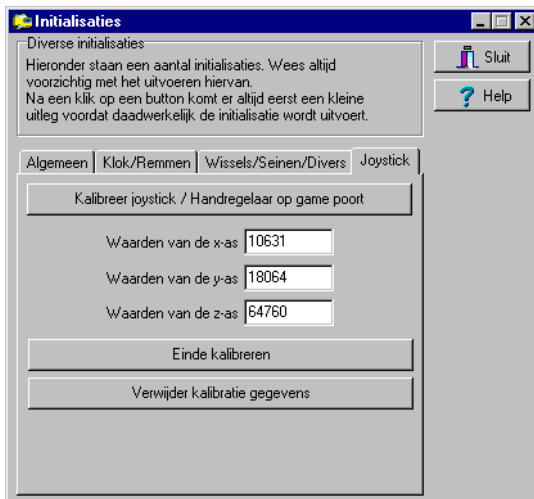 Initialisaties
Diverse initialisaties
Hieronder staan een aantal initialisaties. Wees altijd
voorzichtig met het uitvoeren hiervan.
Na een klik op een button komt er altijd eerst een kleine
uitleg voordat daadwerkelijk de initialisatie wordt uitvoert.
Sluit
Help
Algemeen Klok/Remmen Wissels/Seinen/Divers Joystick
Kalibreer joystick / Handregelaar op game poort
Waarden van de x-as 10631
Waarden van de y-as 18064
Waarden van de z-as 64760
Einde kalibreren
Verwijder kalibratie gegevens